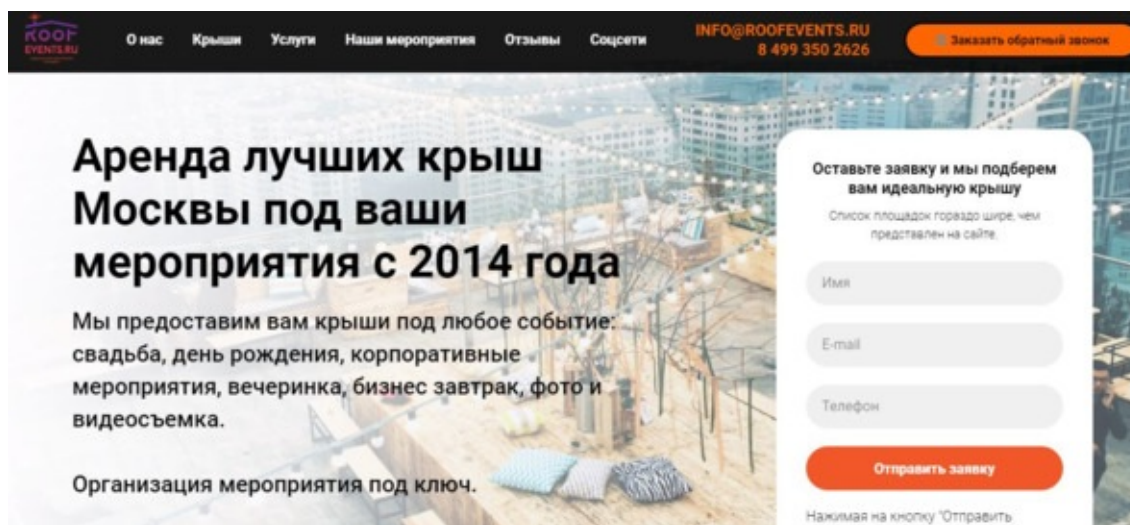 ROOF
EVENTS.RU
О нас
Крыши
Услуги
Наши мероприятия
Отзывы
Соцсети
INFO@ROOFEVENTS.RU
8 499 350 2626
Заказать обратный звонок
Аренда лучших крыш
Москвы под ваши
мероприятия с 2014 года
Мы предоставим вам крыши под любое событие:
свадьба, день рождения, корпоративные
мероприятия, вечеринка, бизнес завтрак, фото и
видеосъемка.
Организация мероприятия под ключ.
Оставьте заявку и мы подберем
вам идеальную крышу
Список площадок гораздо шире, чем
представлен на сайте.
Имя
E-mail
Телефон
Отправить заявку
Нажимая на кнопку "Отправить